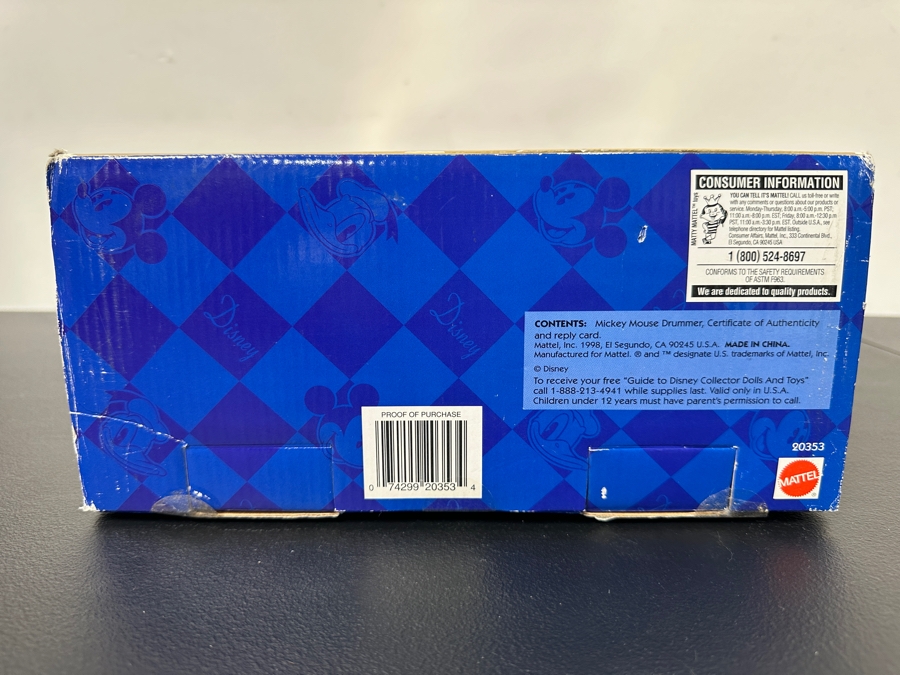 CONSUMER INFORMATION
MATTY MATTEL™ says
YOU CAN TELL IT'S MATTEL! CALL us toll-free or write
with any comments or questions about our products or
service. Monday-Thursday, 8:00 a.m.-5:00 p.m. PST;
11:00 a.m.-8:00 p.m. EST; Friday, 8:00 a.m.-12:30 p.m.
PST, 11:00 a.m.-3:30 p.m. EST. Outside U.S.A., see
telephone directory for Mattel listing.
Consumer Affairs, Mattel, Inc., 333 Continental Blvd.,
El Segundo, CA 90245 USA
1 (800) 524-8697
CONFORMS TO THE SAFETY REQUIREMENTS
OF ASTM F963.
We are dedicated to quality products.
Disney
Disney
CONTENTS: Mickey Mouse Drummer, Certificate of Authenticity
and reply card.
Mattel, Inc. 1998, El Segundo, CA 90245 U.S.A. MADE IN CHINA.
Manufactured for Mattel. ® and ™ designate U.S. trademarks of Mattel, Inc.
© Disney
To receive your free "Guide to Disney Collector Dolls And Toys"
call 1-888-213-4941 while supplies last. Valid only in U.S.A.
Children under 12 years must have parent's permission to call.
PROOF OF PURCHASE
0 74299 20353 4
20353
MATTEL
®